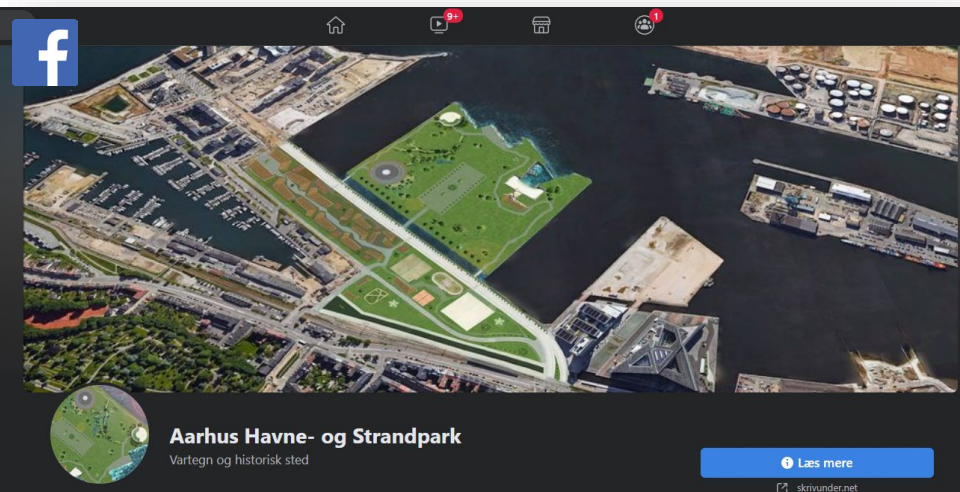 9+
1
Aarhus Havne- og Strandpark
Vartegn og historisk sted
Læs mere
skrivunder.net